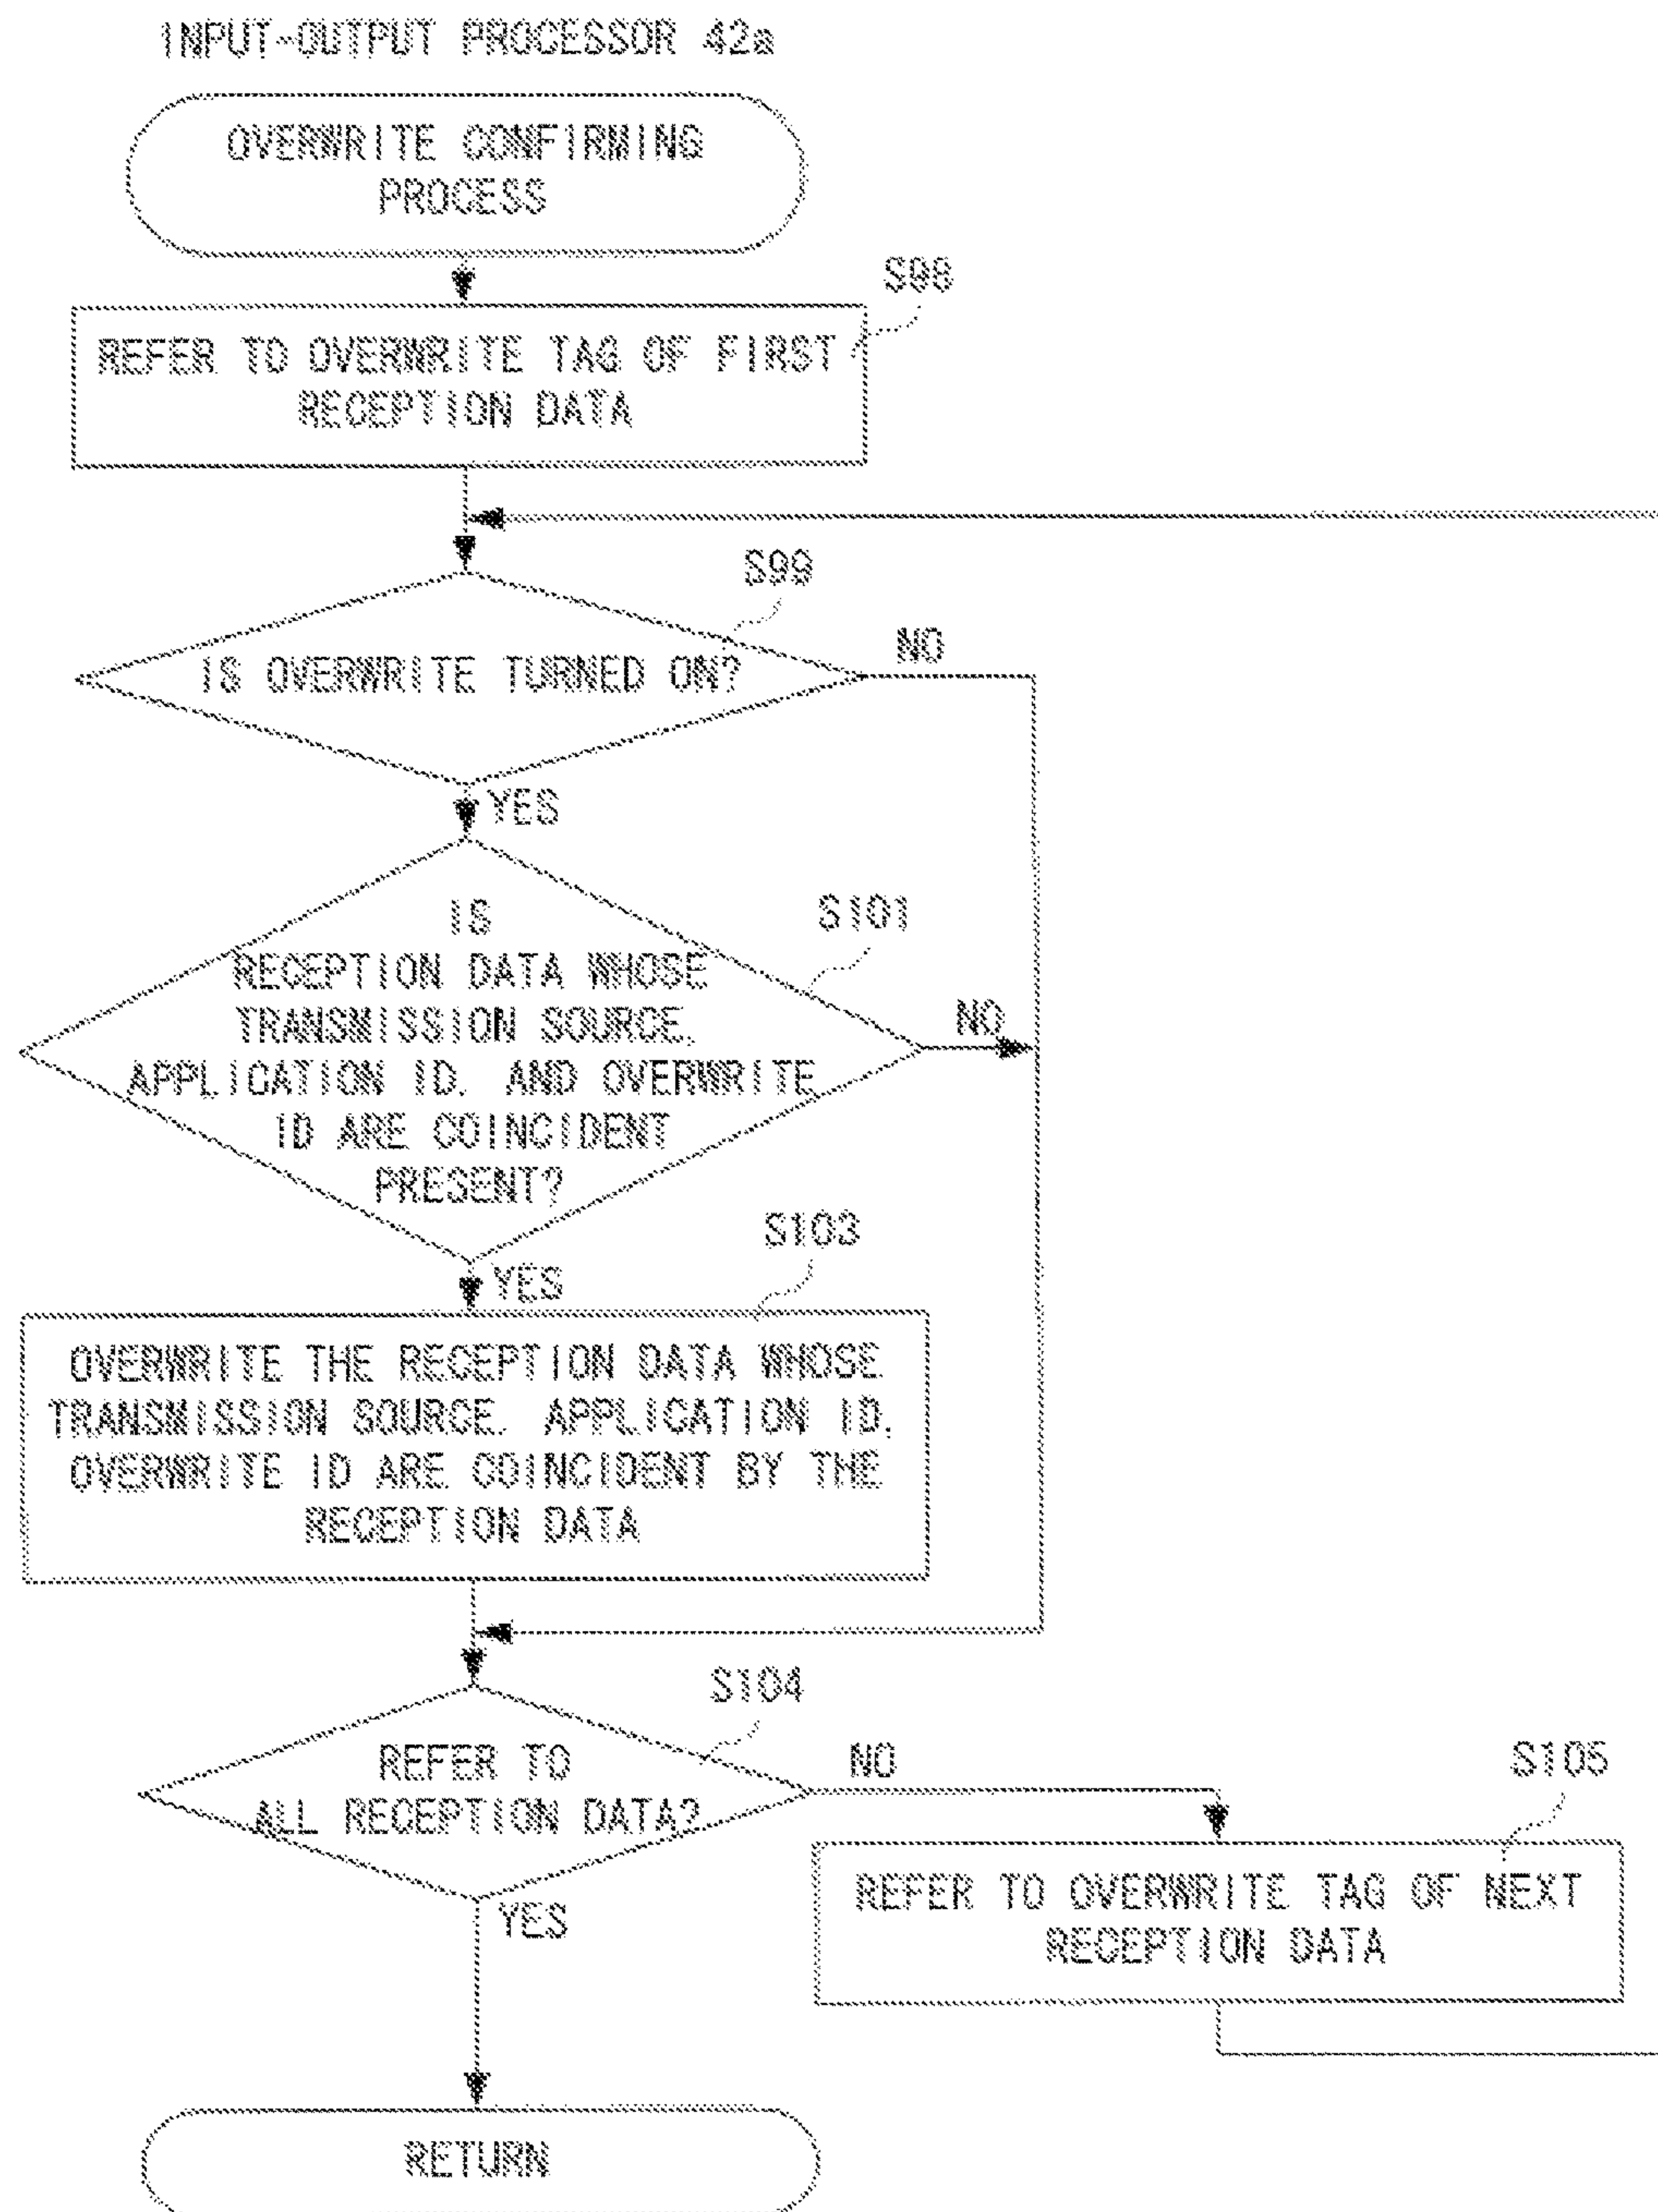 INPUT-OUTPUT PROCESSOR 42a
OVERWRITE CONFIRMING
PROCESS
S98
REFER TO OVERWRITE TAG OF FIRST
RECEPTION DATA
S99
IS OVERWRITE TURNED ON?
NO
YES
S101
IS
RECEPTION DATA WHOSE
TRANSMISSION SOURCE,
APPLICATION ID, AND OVERWRITE
ID ARE COINCIDENT
PRESENT?
NO
YES
S103
OVERWRITE THE RECEPTION DATA WHOSE
TRANSMISSION SOURCE, APPLICATION ID,
OVERWRITE ID ARE COINCIDENT BY THE
RECEPTION DATA
S104
REFER TO
ALL RECEPTION DATA?
NO
YES
S105
REFER TO OVERWRITE TAG OF NEXT
RECEPTION DATA
RETURN